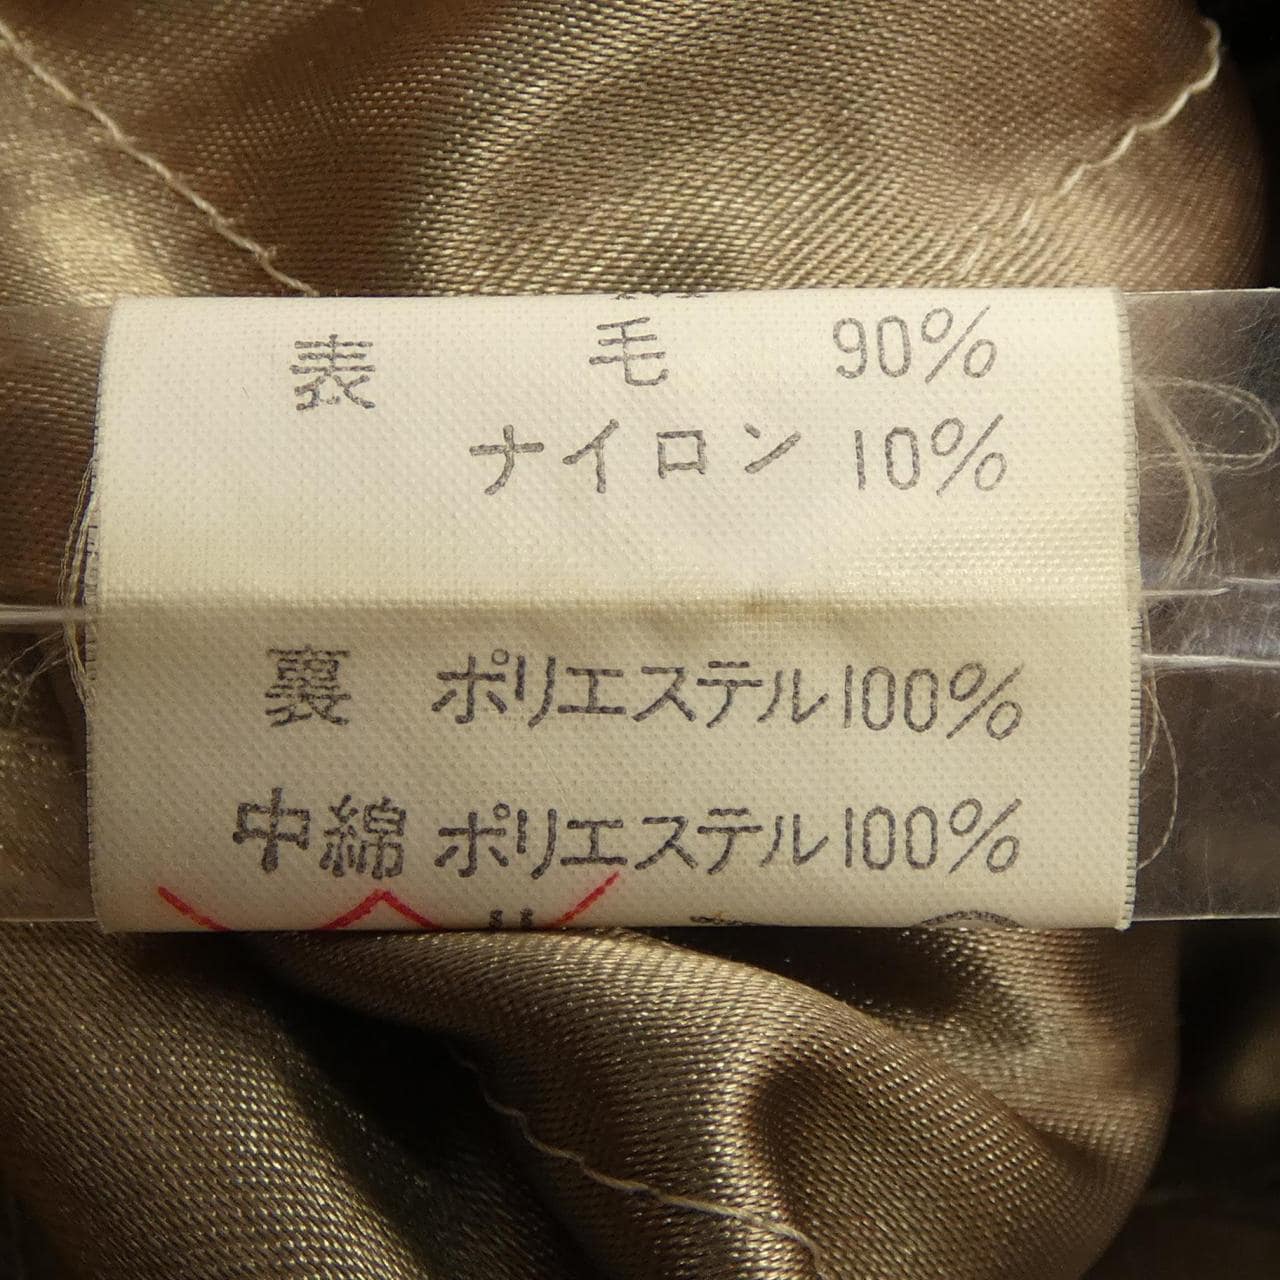 表 毛 90%
ナイロン 10%
裏 ポリエステル100%
中綿 ポリエステル100%